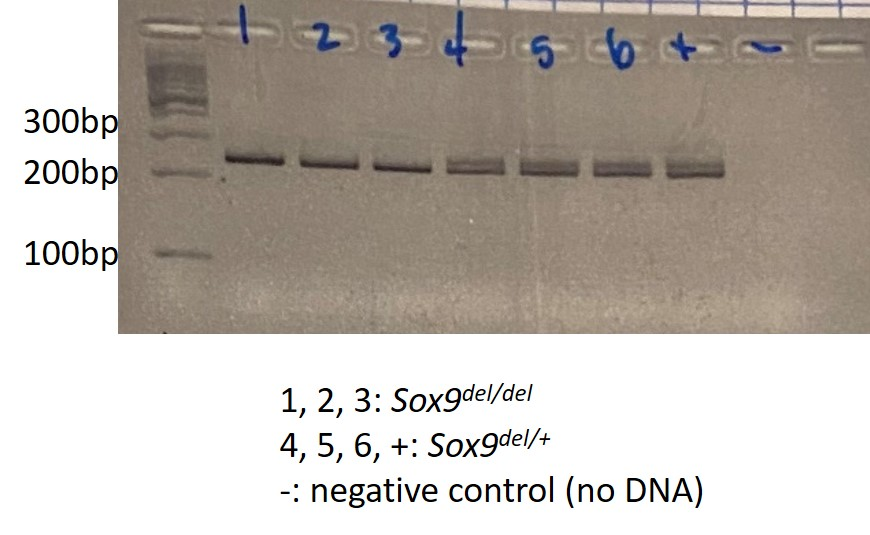 1 2 3 4 5 6 + -
300bp
200bp
100bp
1, 2, 3: Sox9del/del
4, 5, 6, +: Sox9del/+
-: negative control (no DNA)